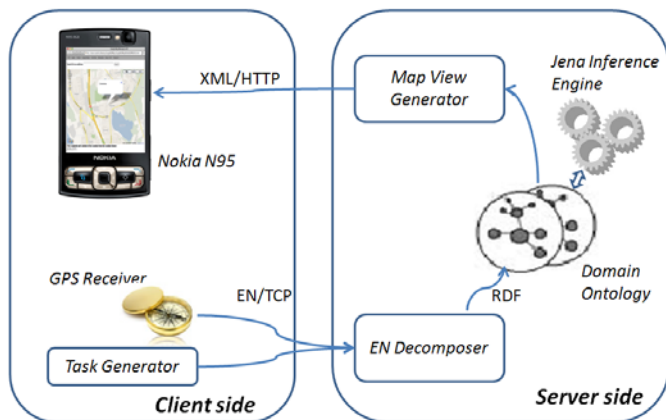 XML/HTTP
Map View
Generator
Jena Inference
Engine
NOKIA
Nokia N95
GPS Receiver
EN/TCP
RDF
Domain
Ontology
Task Generator
EN Decomposer
Client side
Server side